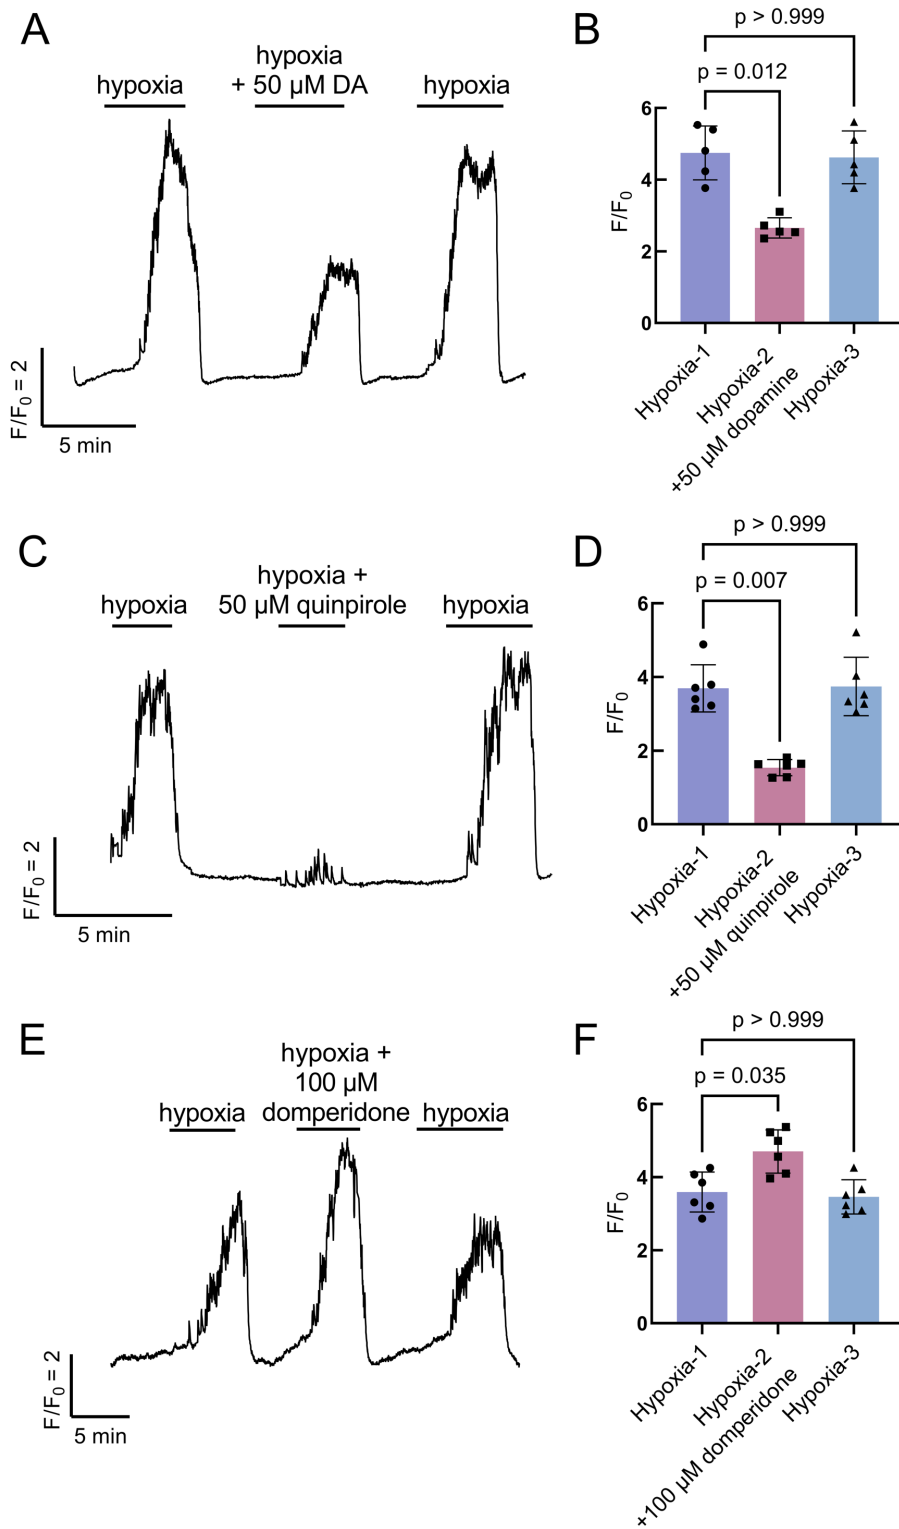 A
hypoxia
hypoxia
+ 50 µM DA
hypoxia
F/F0 = 2
5 min
B
p > 0.999
p = 0.012
F/F0
6
4
2
0
Hypoxia-1
Hypoxia-2
+50 µM dopamine
Hypoxia-3
C
hypoxia
hypoxia +
50 µM quinpirole
hypoxia
F/F0 = 2
5 min
D
p > 0.999
p = 0.007
F/F0
6
4
2
0
Hypoxia-1
Hypoxia-2
+50 µM quinpirole
Hypoxia-3
E
hypoxia
hypoxia +
100 µM
domperidone
hypoxia
F/F0 = 2
5 min
F
p > 0.999
p = 0.035
F/F0
6
4
2
0
Hypoxia-1
Hypoxia-2
+100 µM domperidone
Hypoxia-3